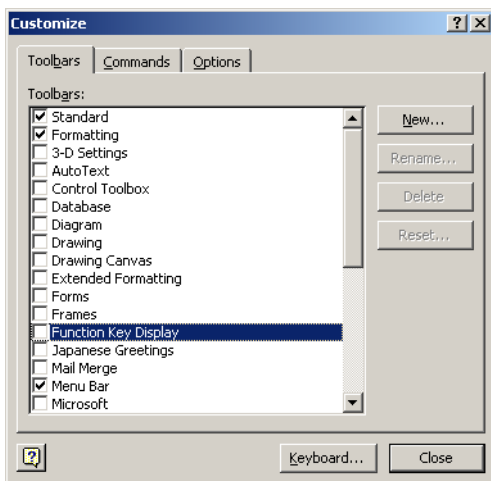 Customize
Toolbars Commands Options
Toolbars:
Standard
Formatting
3-D Settings
AutoText
Control Toolbox
Database
Diagram
Drawing
Drawing Canvas
Extended Formatting
Forms
Frames
Function Key Display
Japanese Greetings
Mail Merge
Menu Bar
Microsoft
New...
Rename...
Delete
Reset...
Keyboard... Close